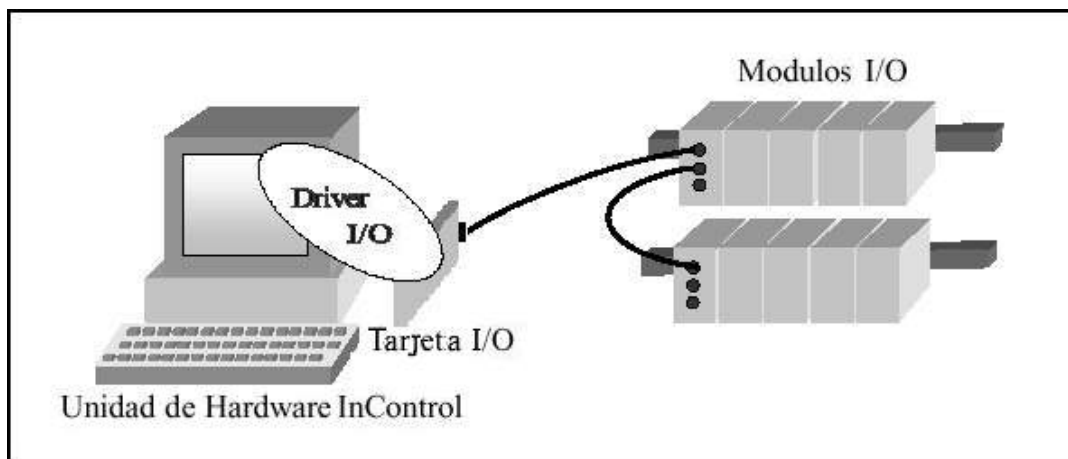 Modulos I/O
Driver
I/O
Tarjeta I/O
Unidad de Hardware InControl